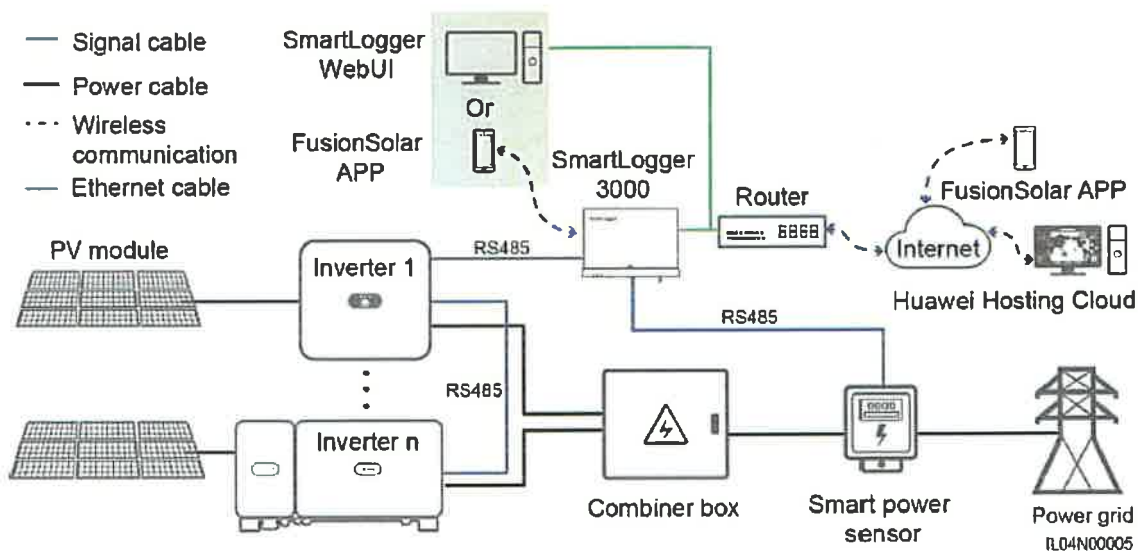 Signal cable
Power cable
Wireless
communication
Ethernet cable
SmartLogger
WebUI
Or
FusionSolar
APP
SmartLogger
3000
Router
FusionSolar APP
Internet
Huawei Hosting Cloud
PV module
Inverter 1
RS485
RS485
RS485
Inverter n
Combiner box
Smart power
sensor
Power grid
IL04N00005